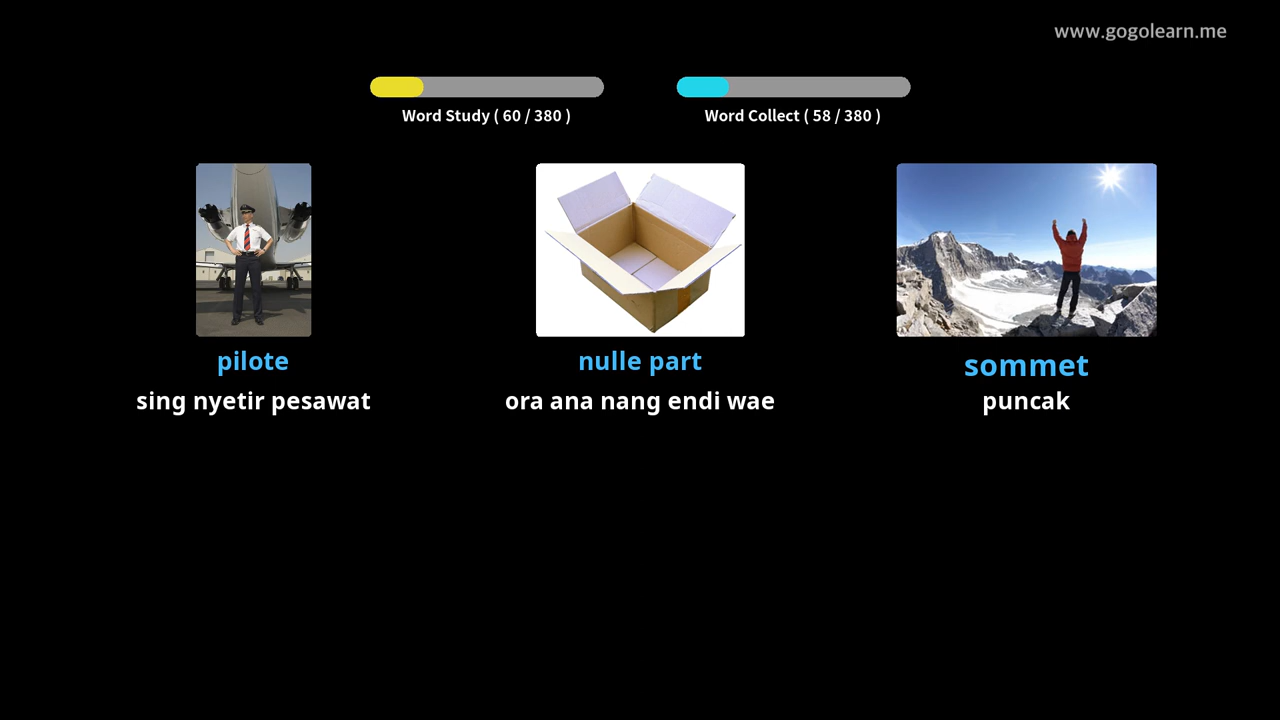 www.gogolearn.me
Word Study ( 60 / 380 )
Word Collect ( 58 / 380 )
pilote
sing nyetir pesawat
nulle part
ora ana nang endi wae
sommet
puncak